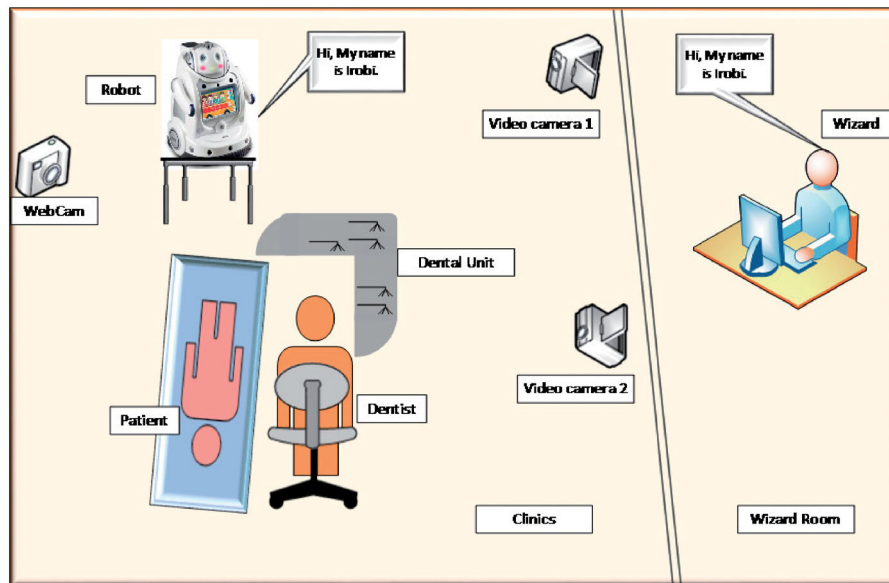 Hi, My name
is Irobi.
Robot
WebCam
Video camera 1
Hi, My name
is Irobi.
Wizard
Dental Unit
Video camera 2
Patient
Dentist
Clinics
Wizard Room